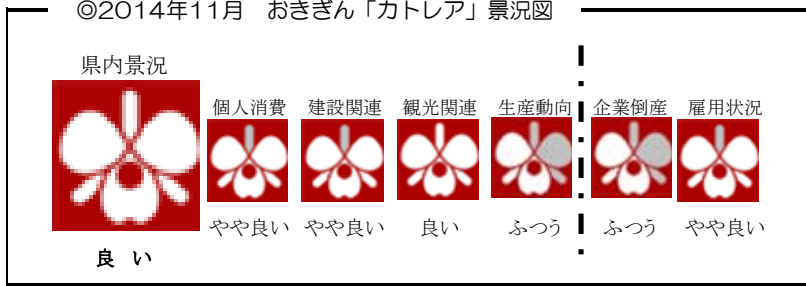 ◎2014年11月　おきぎん「カトレア」景況図
県内景況
個人消費　建設関連　観光関連　生産動向　企業倒産　雇用状況
やや良い　やや良い　良い　ふつう　ふつう　やや良い
良 い